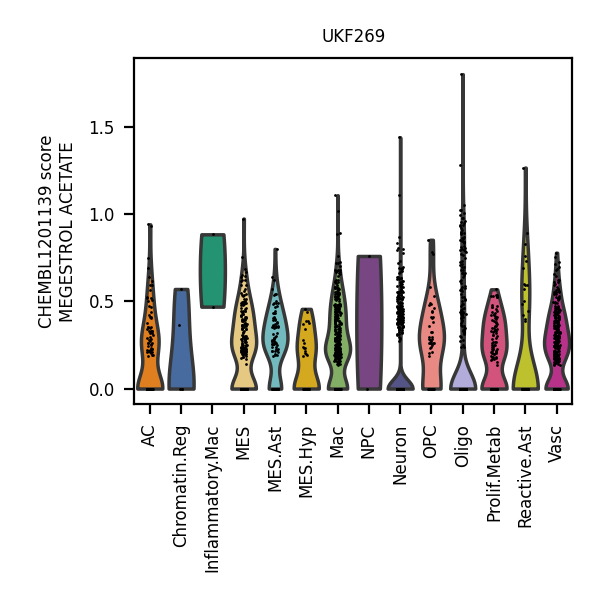 UKF269
CHEMBL1201139 score
MEGESTROL ACETATE
1.5
1.0
0.5
0.0
AC
Chromatin.Reg
Inflammatory.Mac
MES
MES.Ast
MES.Hyp
Mac
NPC
Neuron
OPC
Oligo
Prolif.Metab
Reactive.Ast
Vasc